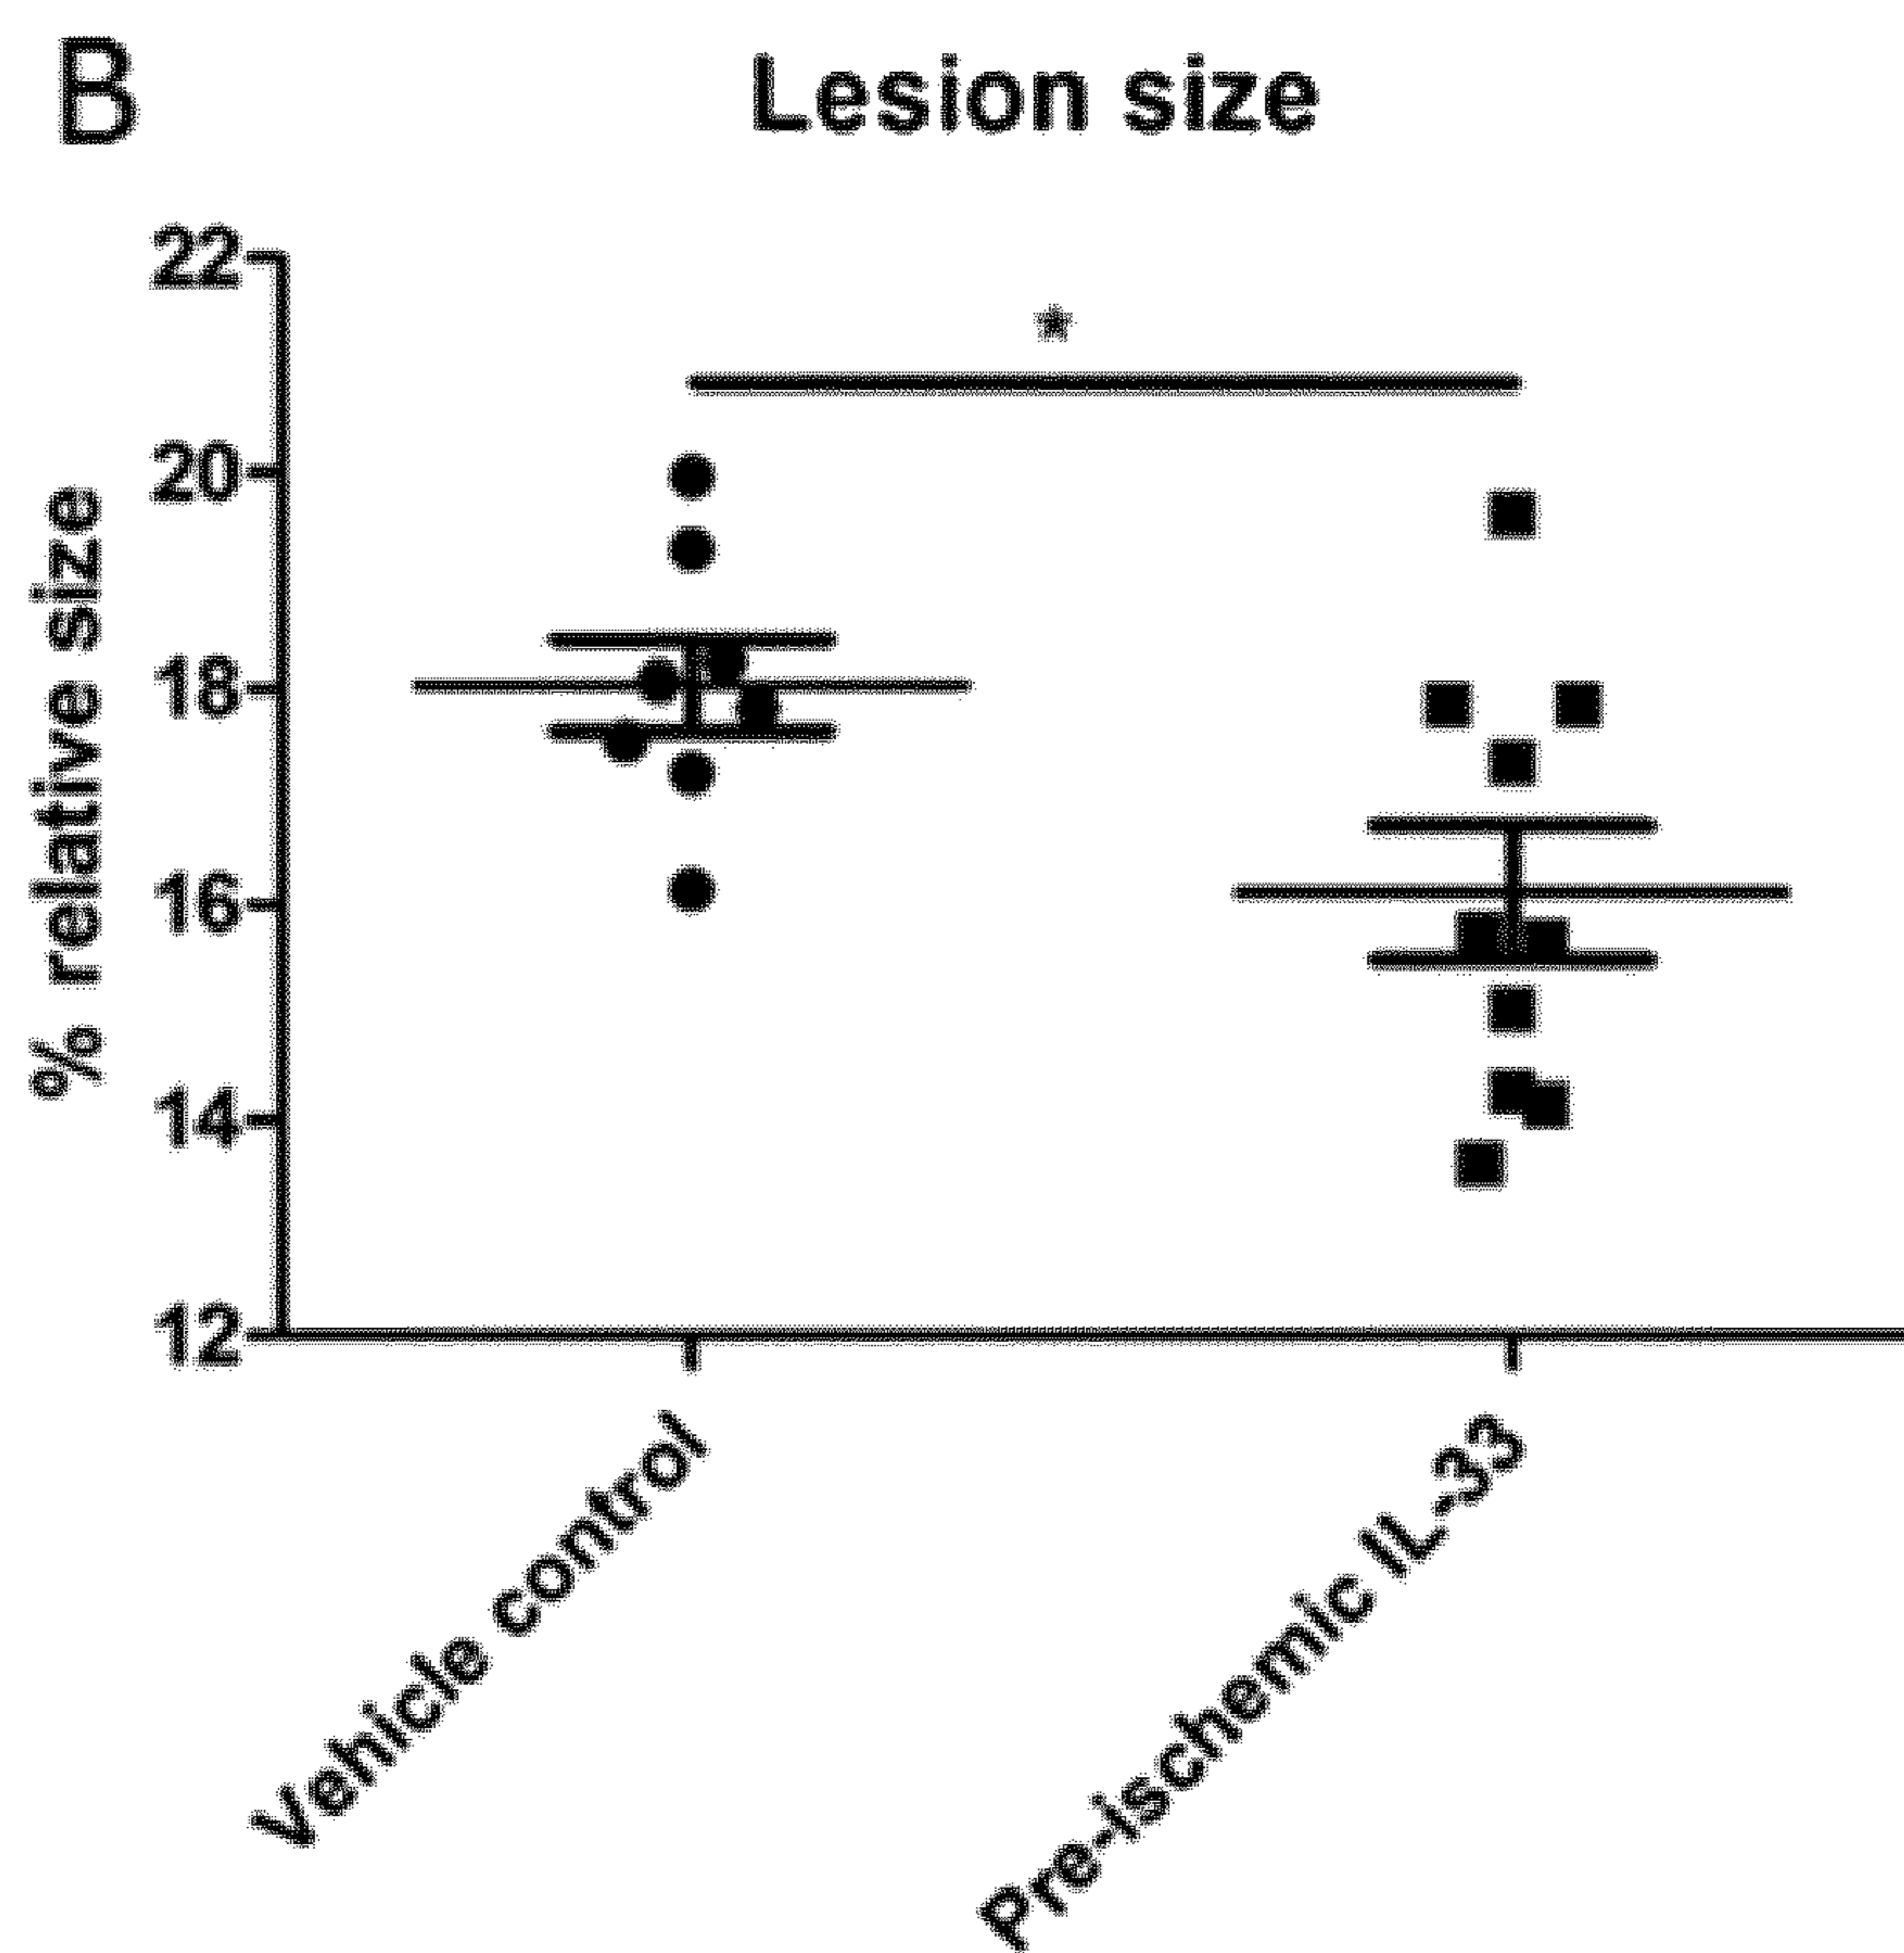 B
Lesion size
*
% relative size
22
20
18
16
14
12
Vehicle control
Pre-ischemic IL-33